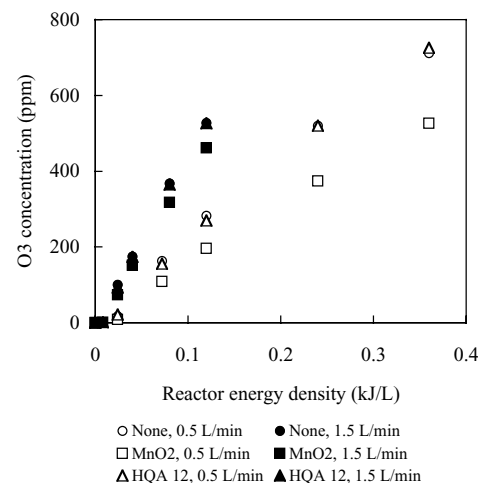 800
600
400
200
0
O3 concentration (ppm)
0 0.1 0.2 0.3 0.4
Reactor energy density (kJ/L)
None, 0.5 L/min None, 1.5 L/min
MnO2, 0.5 L/min MnO2, 1.5 L/min
HQA 12, 0.5 L/min HQA 12, 1.5 L/min